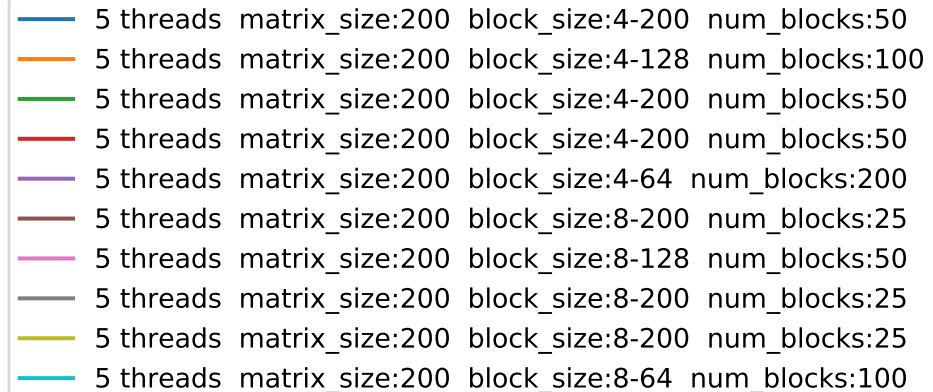 5 threads  matrix_size:200  block_size:4-200  num_blocks:50
5 threads  matrix_size:200  block_size:4-128  num_blocks:100
5 threads  matrix_size:200  block_size:4-200  num_blocks:50
5 threads  matrix_size:200  block_size:4-200  num_blocks:50
5 threads  matrix_size:200  block_size:4-64  num_blocks:200
5 threads  matrix_size:200  block_size:8-200  num_blocks:25
5 threads  matrix_size:200  block_size:8-128  num_blocks:50
5 threads  matrix_size:200  block_size:8-200  num_blocks:25
5 threads  matrix_size:200  block_size:8-200  num_blocks:25
5 threads  matrix_size:200  block_size:8-64  num_blocks:100